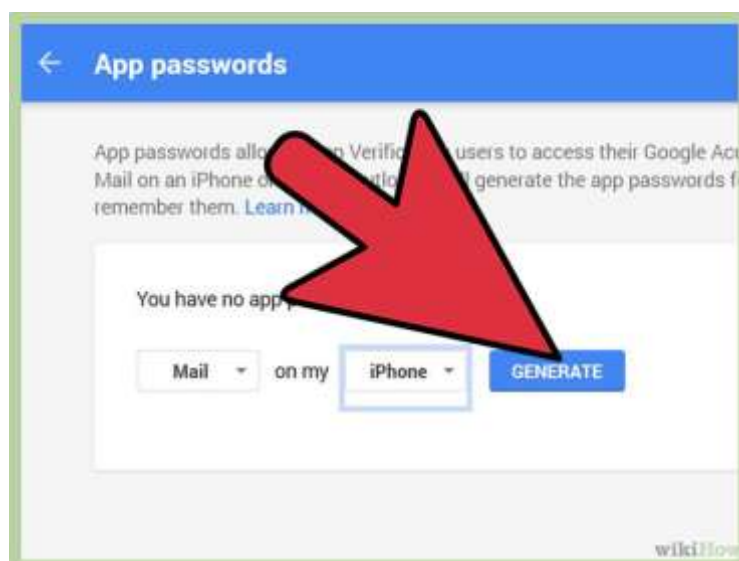 App passwords
App passwords allo Verific users to access their Google Acc
Mail on an iPhone o utlo generate the app passwords f
remember them. Learn
You have no app p
Mail on my iPhone GENERATE
wikiHow